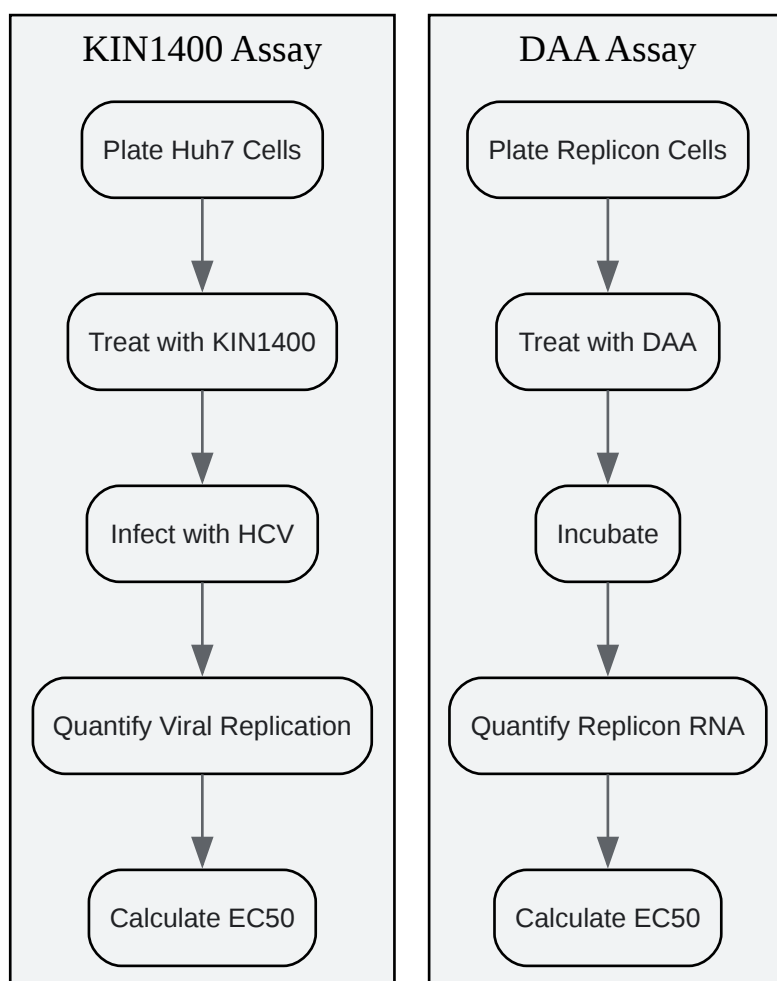 KIN1400 Assay
Plate Huh7 Cells
Treat with KIN1400
Infect with HCV
Quantify Viral Replication
Calculate EC50
DAA Assay
Plate Replicon Cells
Treat with DAA
Incubate
Quantify Replicon RNA
Calculate EC50